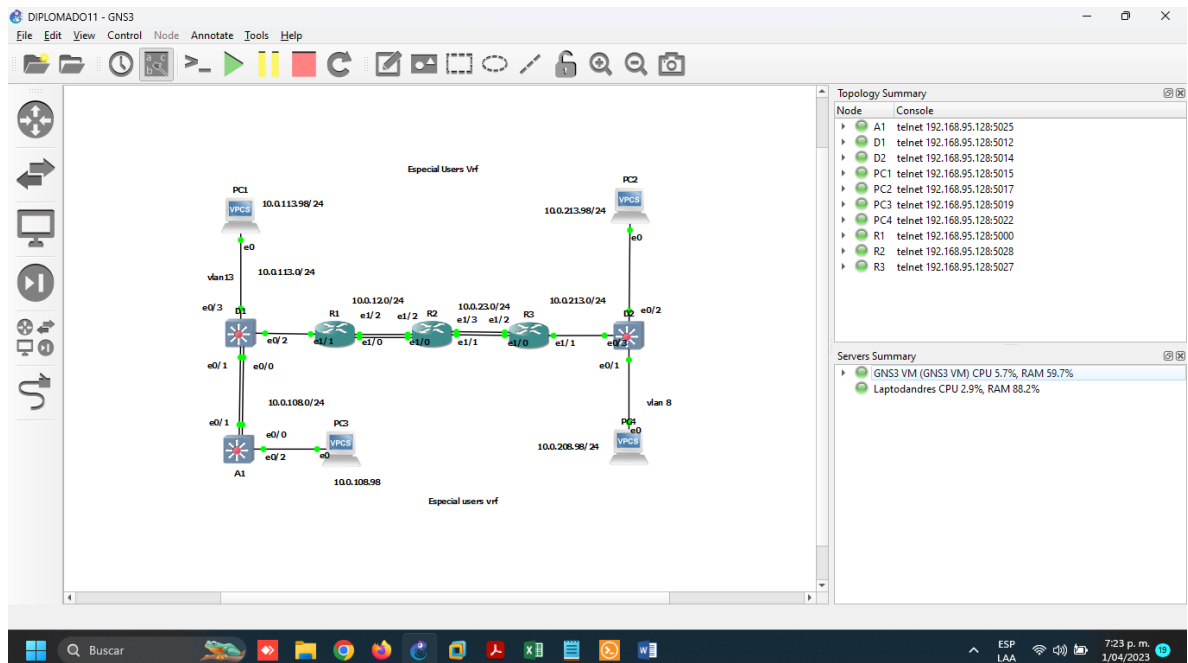 DIPLOMADO11 - GNS3
File Edit View Control Node Annotate Tools Help
Topology Summary
Node Console
A1 telnet 192.168.95.128:5025
D1 telnet 192.168.95.128:5012
D2 telnet 192.168.95.128:5014
PC1 telnet 192.168.95.128:5015
PC2 telnet 192.168.95.128:5017
PC3 telnet 192.168.95.128:5019
PC4 telnet 192.168.95.128:5022
R1 telnet 192.168.95.128:5000
R2 telnet 192.168.95.128:5028
R3 telnet 192.168.95.128:5027
Servers Summary
GNS3 VM (GNS3 VM) CPU 5.7%, RAM 59.7%
Laptodandres CPU 2.9%, RAM 88.2%
Especial Users Vrf
PC1
VPCS
10.0.113.98/24
e0
PC2
VPCS
10.0.213.98/24
e0
vlan13
10.0.113.0/24
e0/3 D1
e0/2
e0/1 e0/0
10.0.12.0/24
R1 e1/2 e1/2 R2
e1/1 e1/0 e1/0 e1/1
10.0.23.0/24
e1/3 e1/2 R3
e1/0 e1/1
10.0.213.0/24
D2 e0/2
e0/3
e0/1
10.0.108.0/24
e0/1
e0/0
e0/2
A1
PC3
VPCS
e0
10.0.108.98
vlan 8
PC4
e0
VPCS
10.0.208.98/24
Especial users vrf
Buscar
ESP
LAA
7:23 p. m.
1/04/2023
19